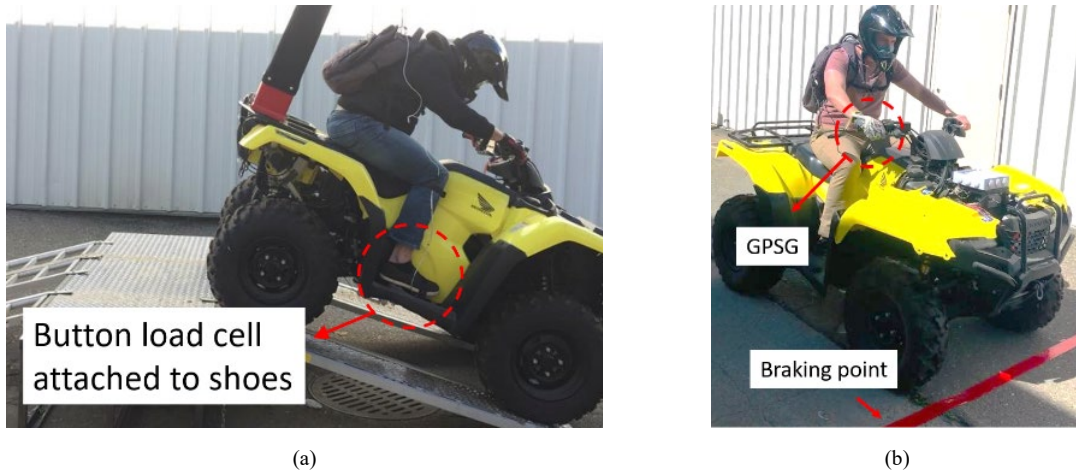 Button load cell
attached to shoes
GPSG
Braking point
(a)
(b)